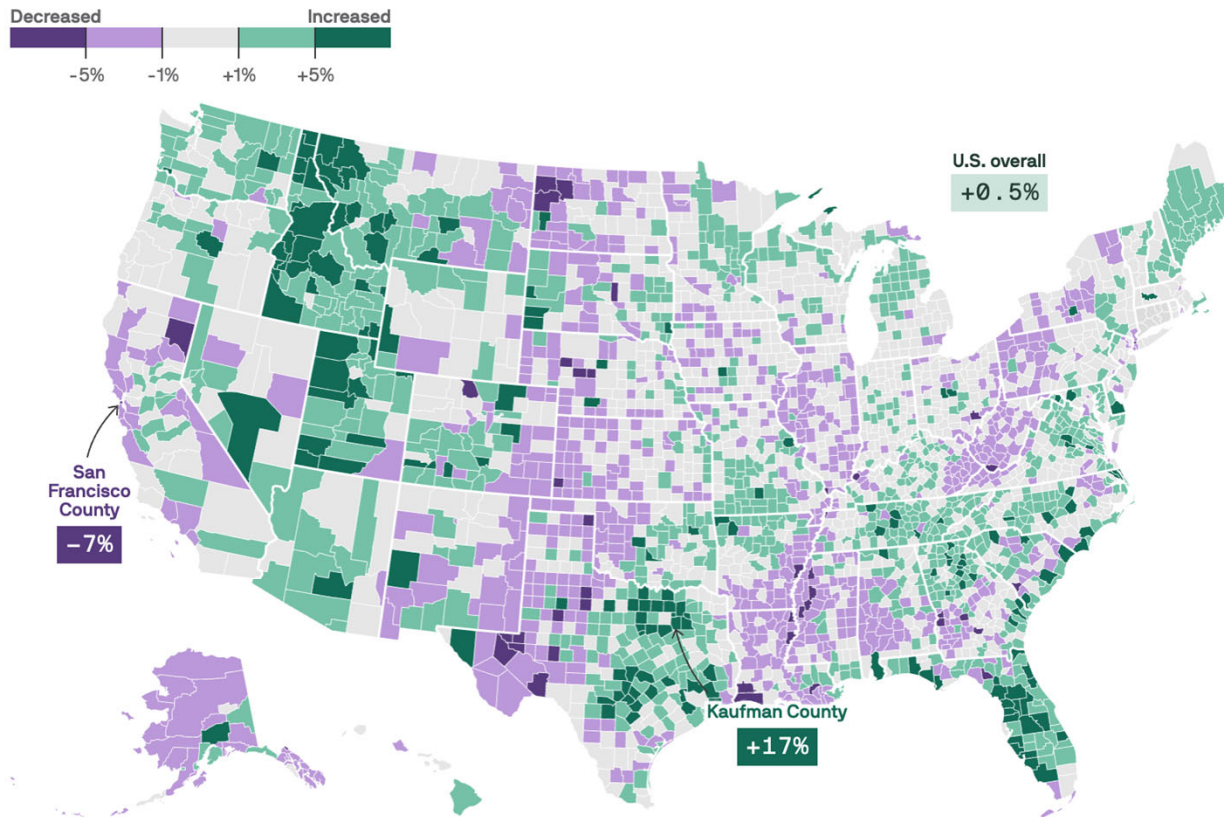 Decreased Increased
-5% -1% +1% +5%
U.S. overall
+0.5%
San
Francisco
County
-7%
Kaufman County
+17%